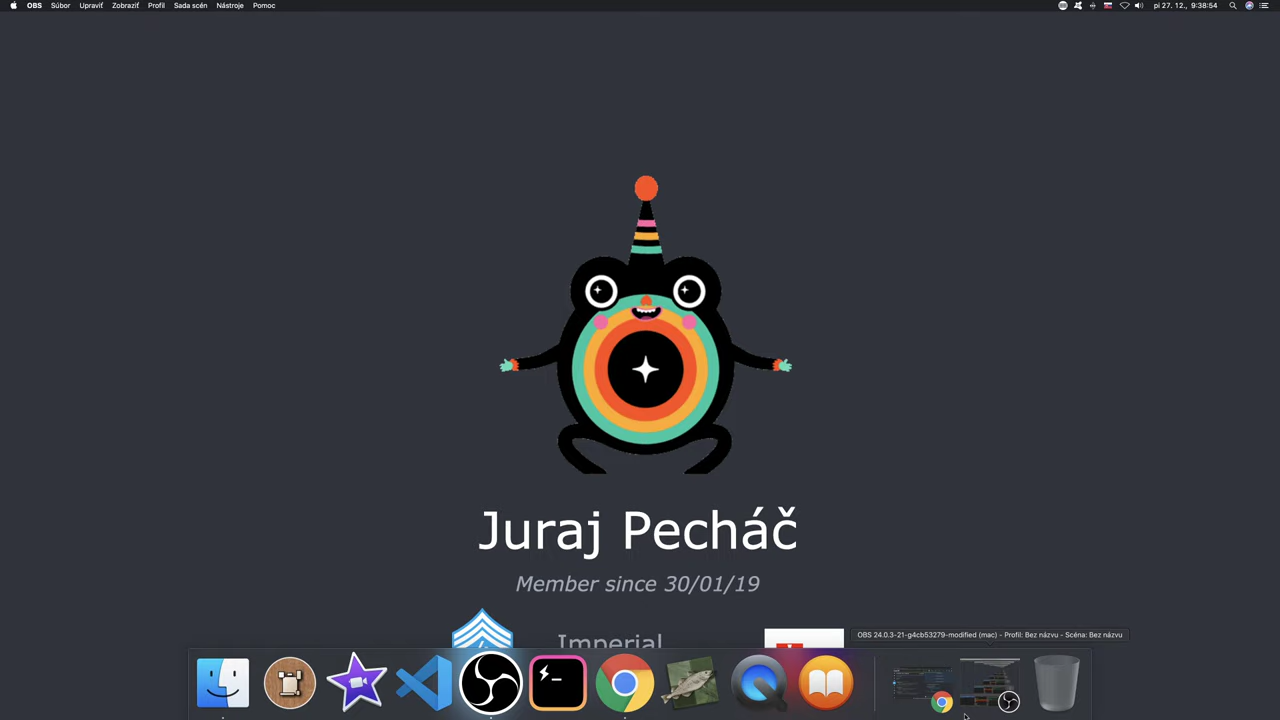 OBS Súbor Upraviť Zobraziť Profil Sada scén Nástroje Pomoc pi 27. 12., 9:38:54
Juraj Pecháč
Member since 30/01/19
Imperial
OBS 24.0.3-21-g4cb53279-modified (mac) - Profil: Bez názvu - Scéna: Bez názvu